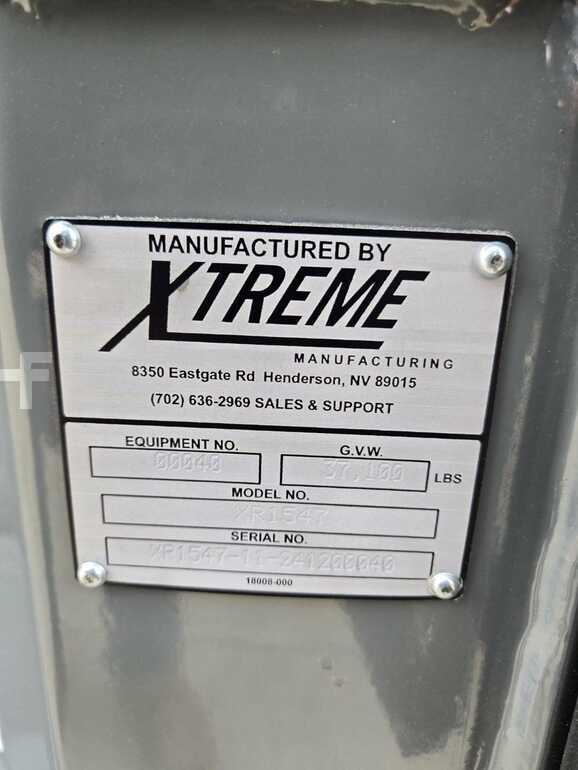 MANUFACTURED BY
XTREME
MANUFACTURING
8350 Eastgate Rd Henderson, NV 89015
(702) 636-2969 SALES & SUPPORT
EQUIPMENT NO. G.V.W.
00040 37,100 LBS
MODEL NO.
XR1547
SERIAL NO.
XR1547-11-241200040
18008-000
F